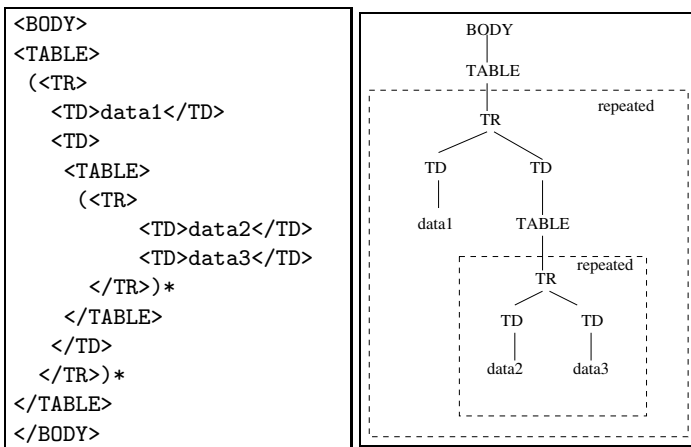 <BODY>
<TABLE>
(<TR>
<TD>data1</TD>
<TD>
<TABLE>
(<TR>
<TD>data2</TD>
<TD>data3</TD>
</TR>)*
</TABLE>
</TD>
</TR>)*
</TABLE>
</BODY>
BODY
TABLE
repeated
TR
TD TD
data1 TABLE
repeated
TR
TD TD
data2 data3